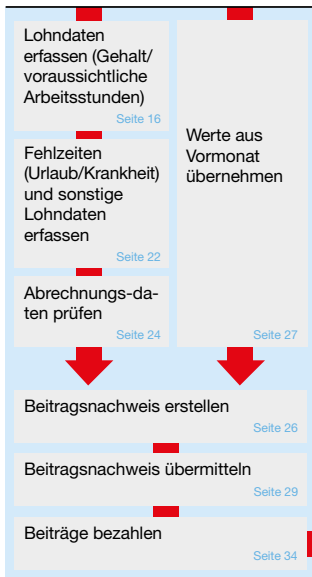 Lohndaten
erfassen (Gehalt/
voraussichtliche
Arbeitsstunden)
Seite 16
Fehlzeiten
(Urlaub/Krankheit)
und sonstige
Lohndaten
erfassen
Seite 22
Abrechnungs-da-
ten prüfen
Seite 24
Werte aus
Vormonat
übernehmen
Seite 27
Beitragsnachweis erstellen
Seite 26
Beitragsnachweis übermitteln
Seite 29
Beiträge bezahlen
Seite 34